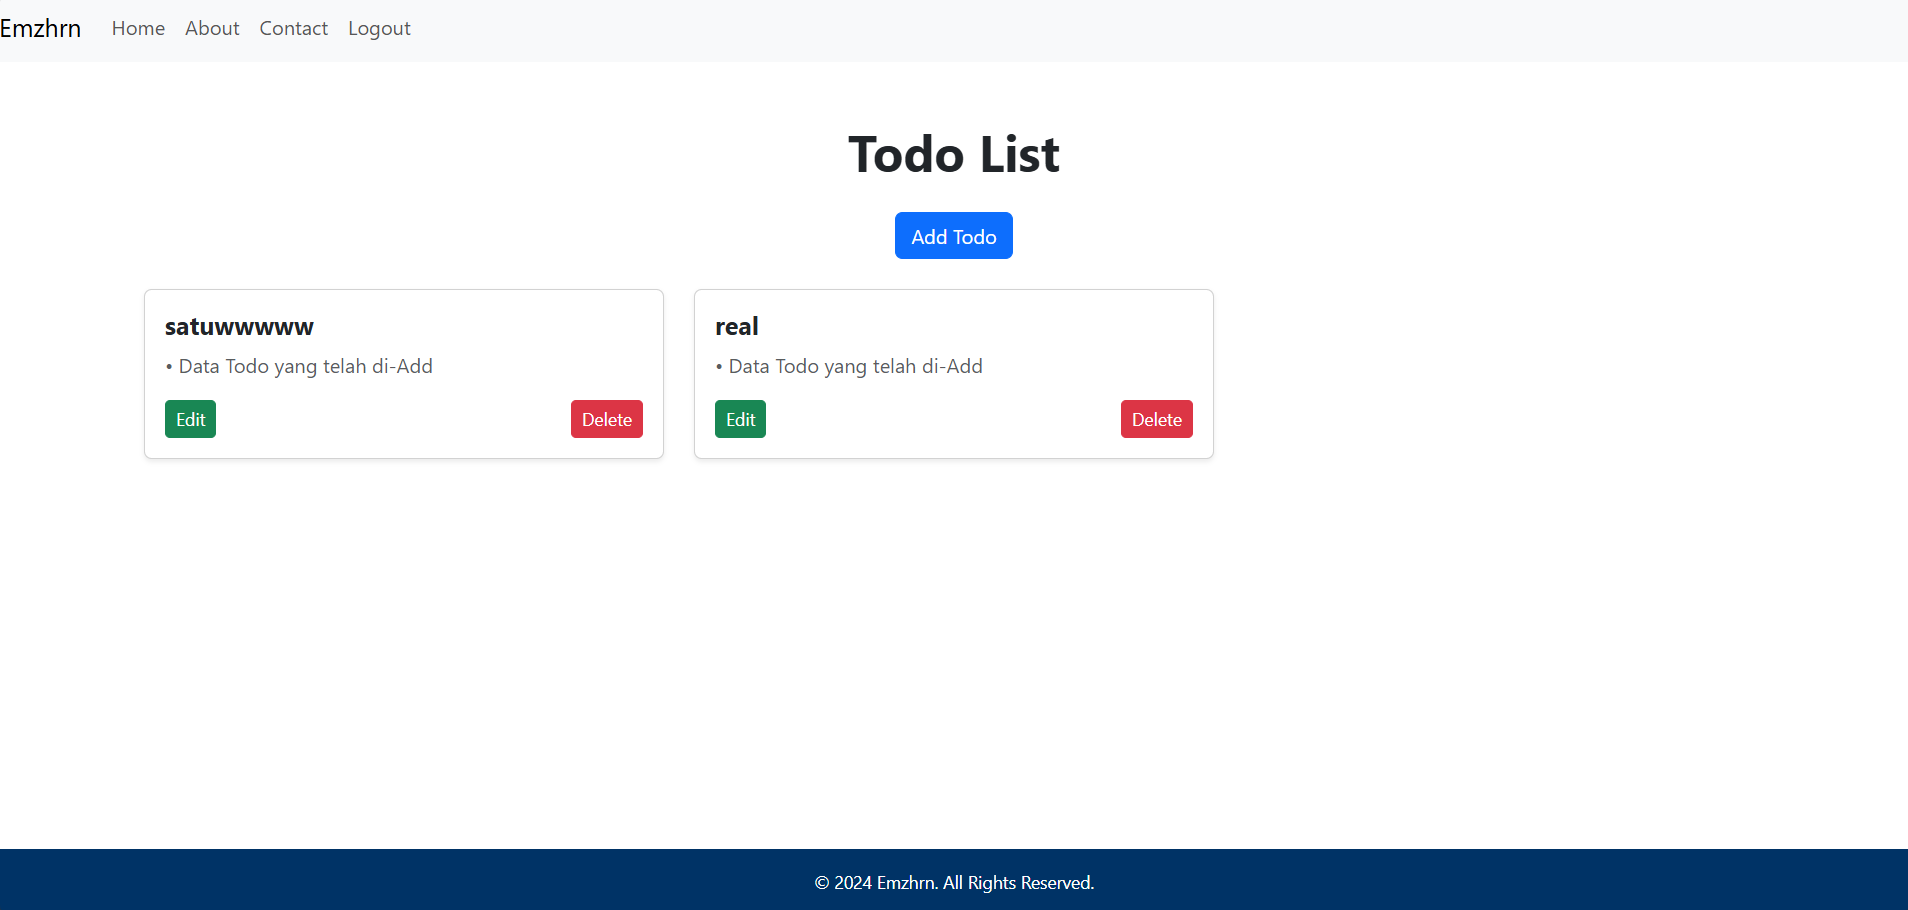 Emzhrn Home About Contact Logout
Todo List
Add Todo
satuwwwww
• Data Todo yang telah di-Add
Edit Delete
real
• Data Todo yang telah di-Add
Edit Delete
© 2024 Emzhrn. All Rights Reserved.